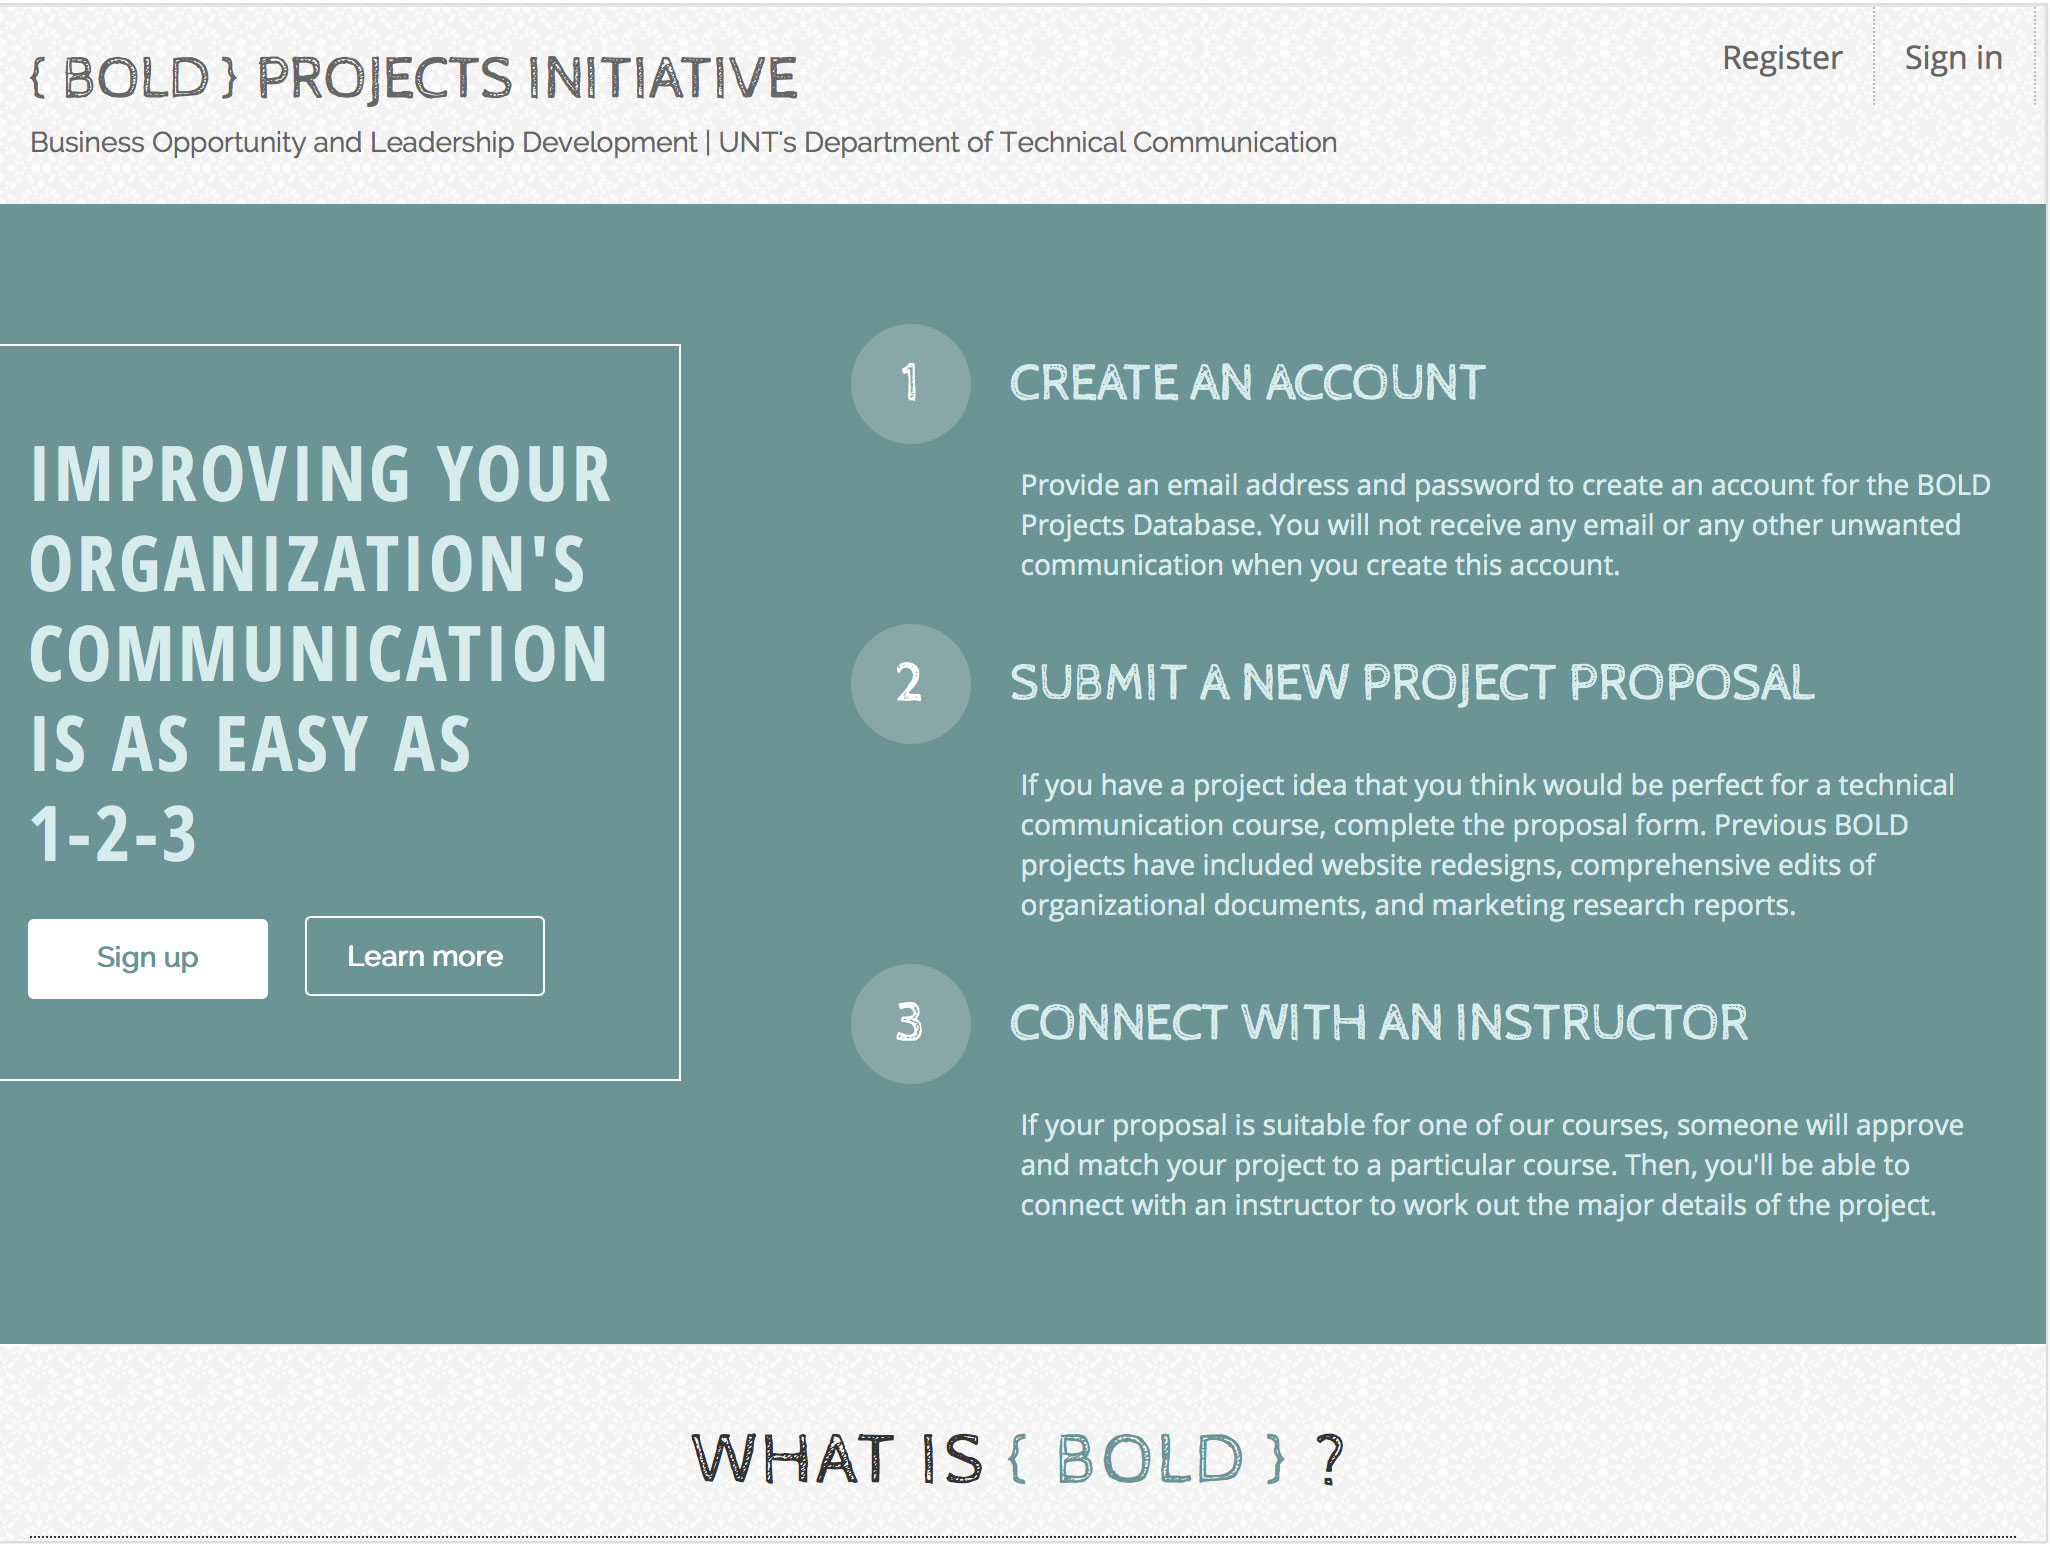 { BOLD } PROJECTS INITIATIVE
Register
Sign in
Business Opportunity and Leadership Development | UNT's Department of Technical Communication
IMPROVING YOUR
ORGANIZATION'S
COMMUNICATION
IS AS EASY AS
1-2-3
Sign up
Learn more
1
CREATE AN ACCOUNT
Provide an email address and password to create an account for the BOLD
Projects Database. You will not receive any email or any other unwanted
communication when you create this account.
2
SUBMIT A NEW PROJECT PROPOSAL
If you have a project idea that you think would be perfect for a technical
communication course, complete the proposal form. Previous BOLD
projects have included website redesigns, comprehensive edits of
organizational documents, and marketing research reports.
3
CONNECT WITH AN INSTRUCTOR
If your proposal is suitable for one of our courses, someone will approve
and match your project to a particular course. Then, you'll be able to
connect with an instructor to work out the major details of the project.
WHAT IS { BOLD } ?